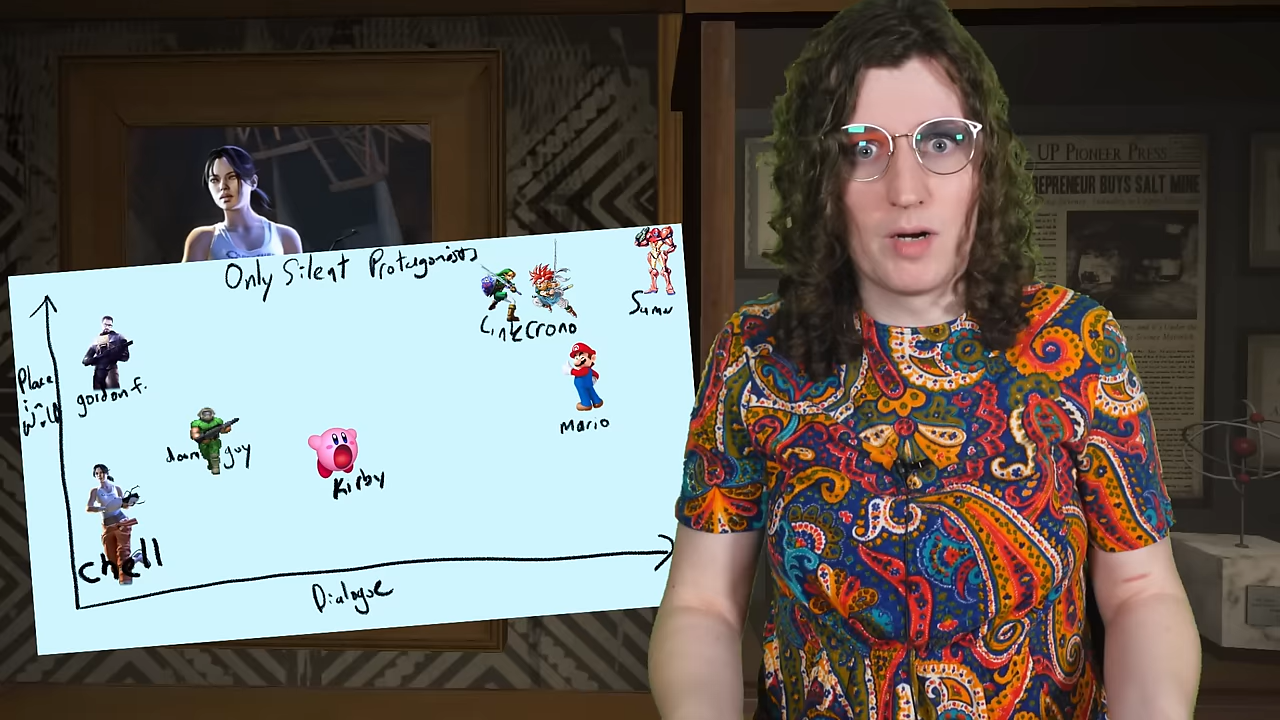 Only Silent Protagonists
Place
in
World
gordon f.
Link
Crono
Samu
mario
doom guy
Kirby
chell
Dialogue
UP PIONEER PRESS
REPRENEUR BUYS SALT MINE